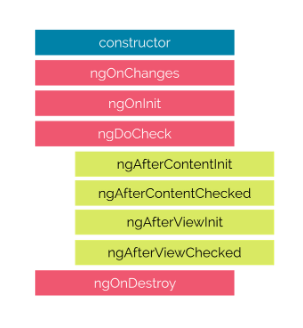 constructor
ngOnChanges
ngOnInit
ngDoCheck
ngAfterContentInit
ngAfterContentChecked
ngAfterViewInit
ngAfterViewChecked
ngOnDestroy